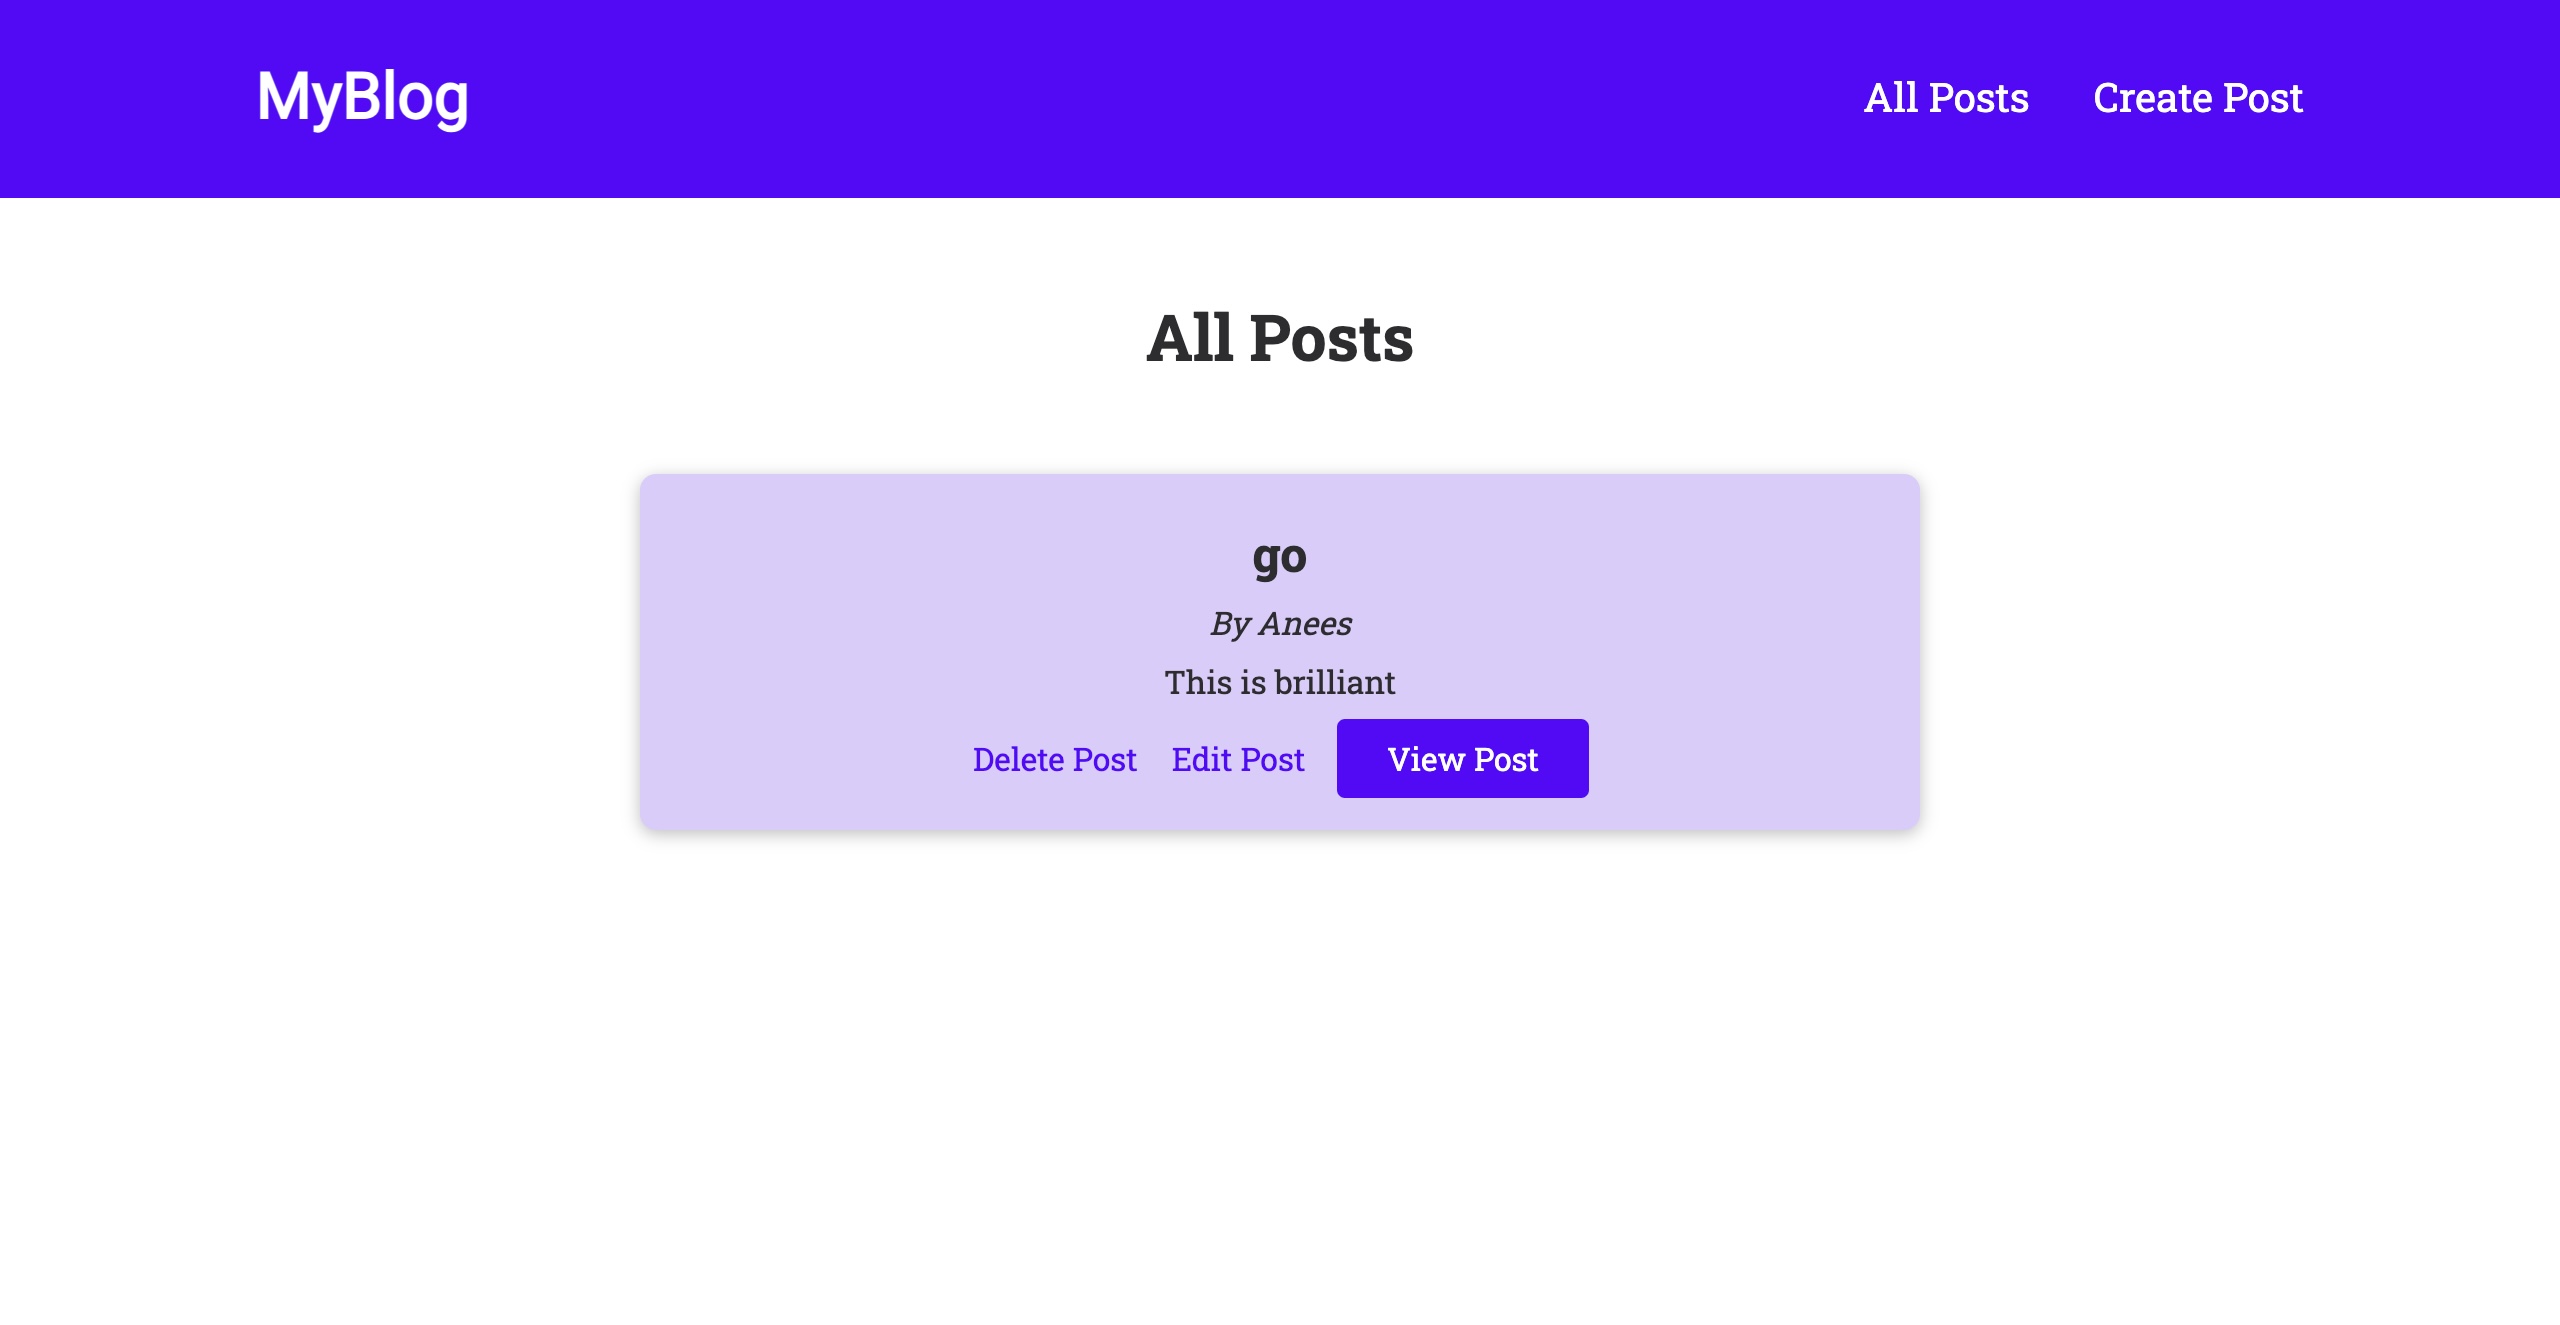 MyBlog
All Posts Create Post
All Posts
go
By Anees
This is brilliant
Delete Post Edit Post View Post